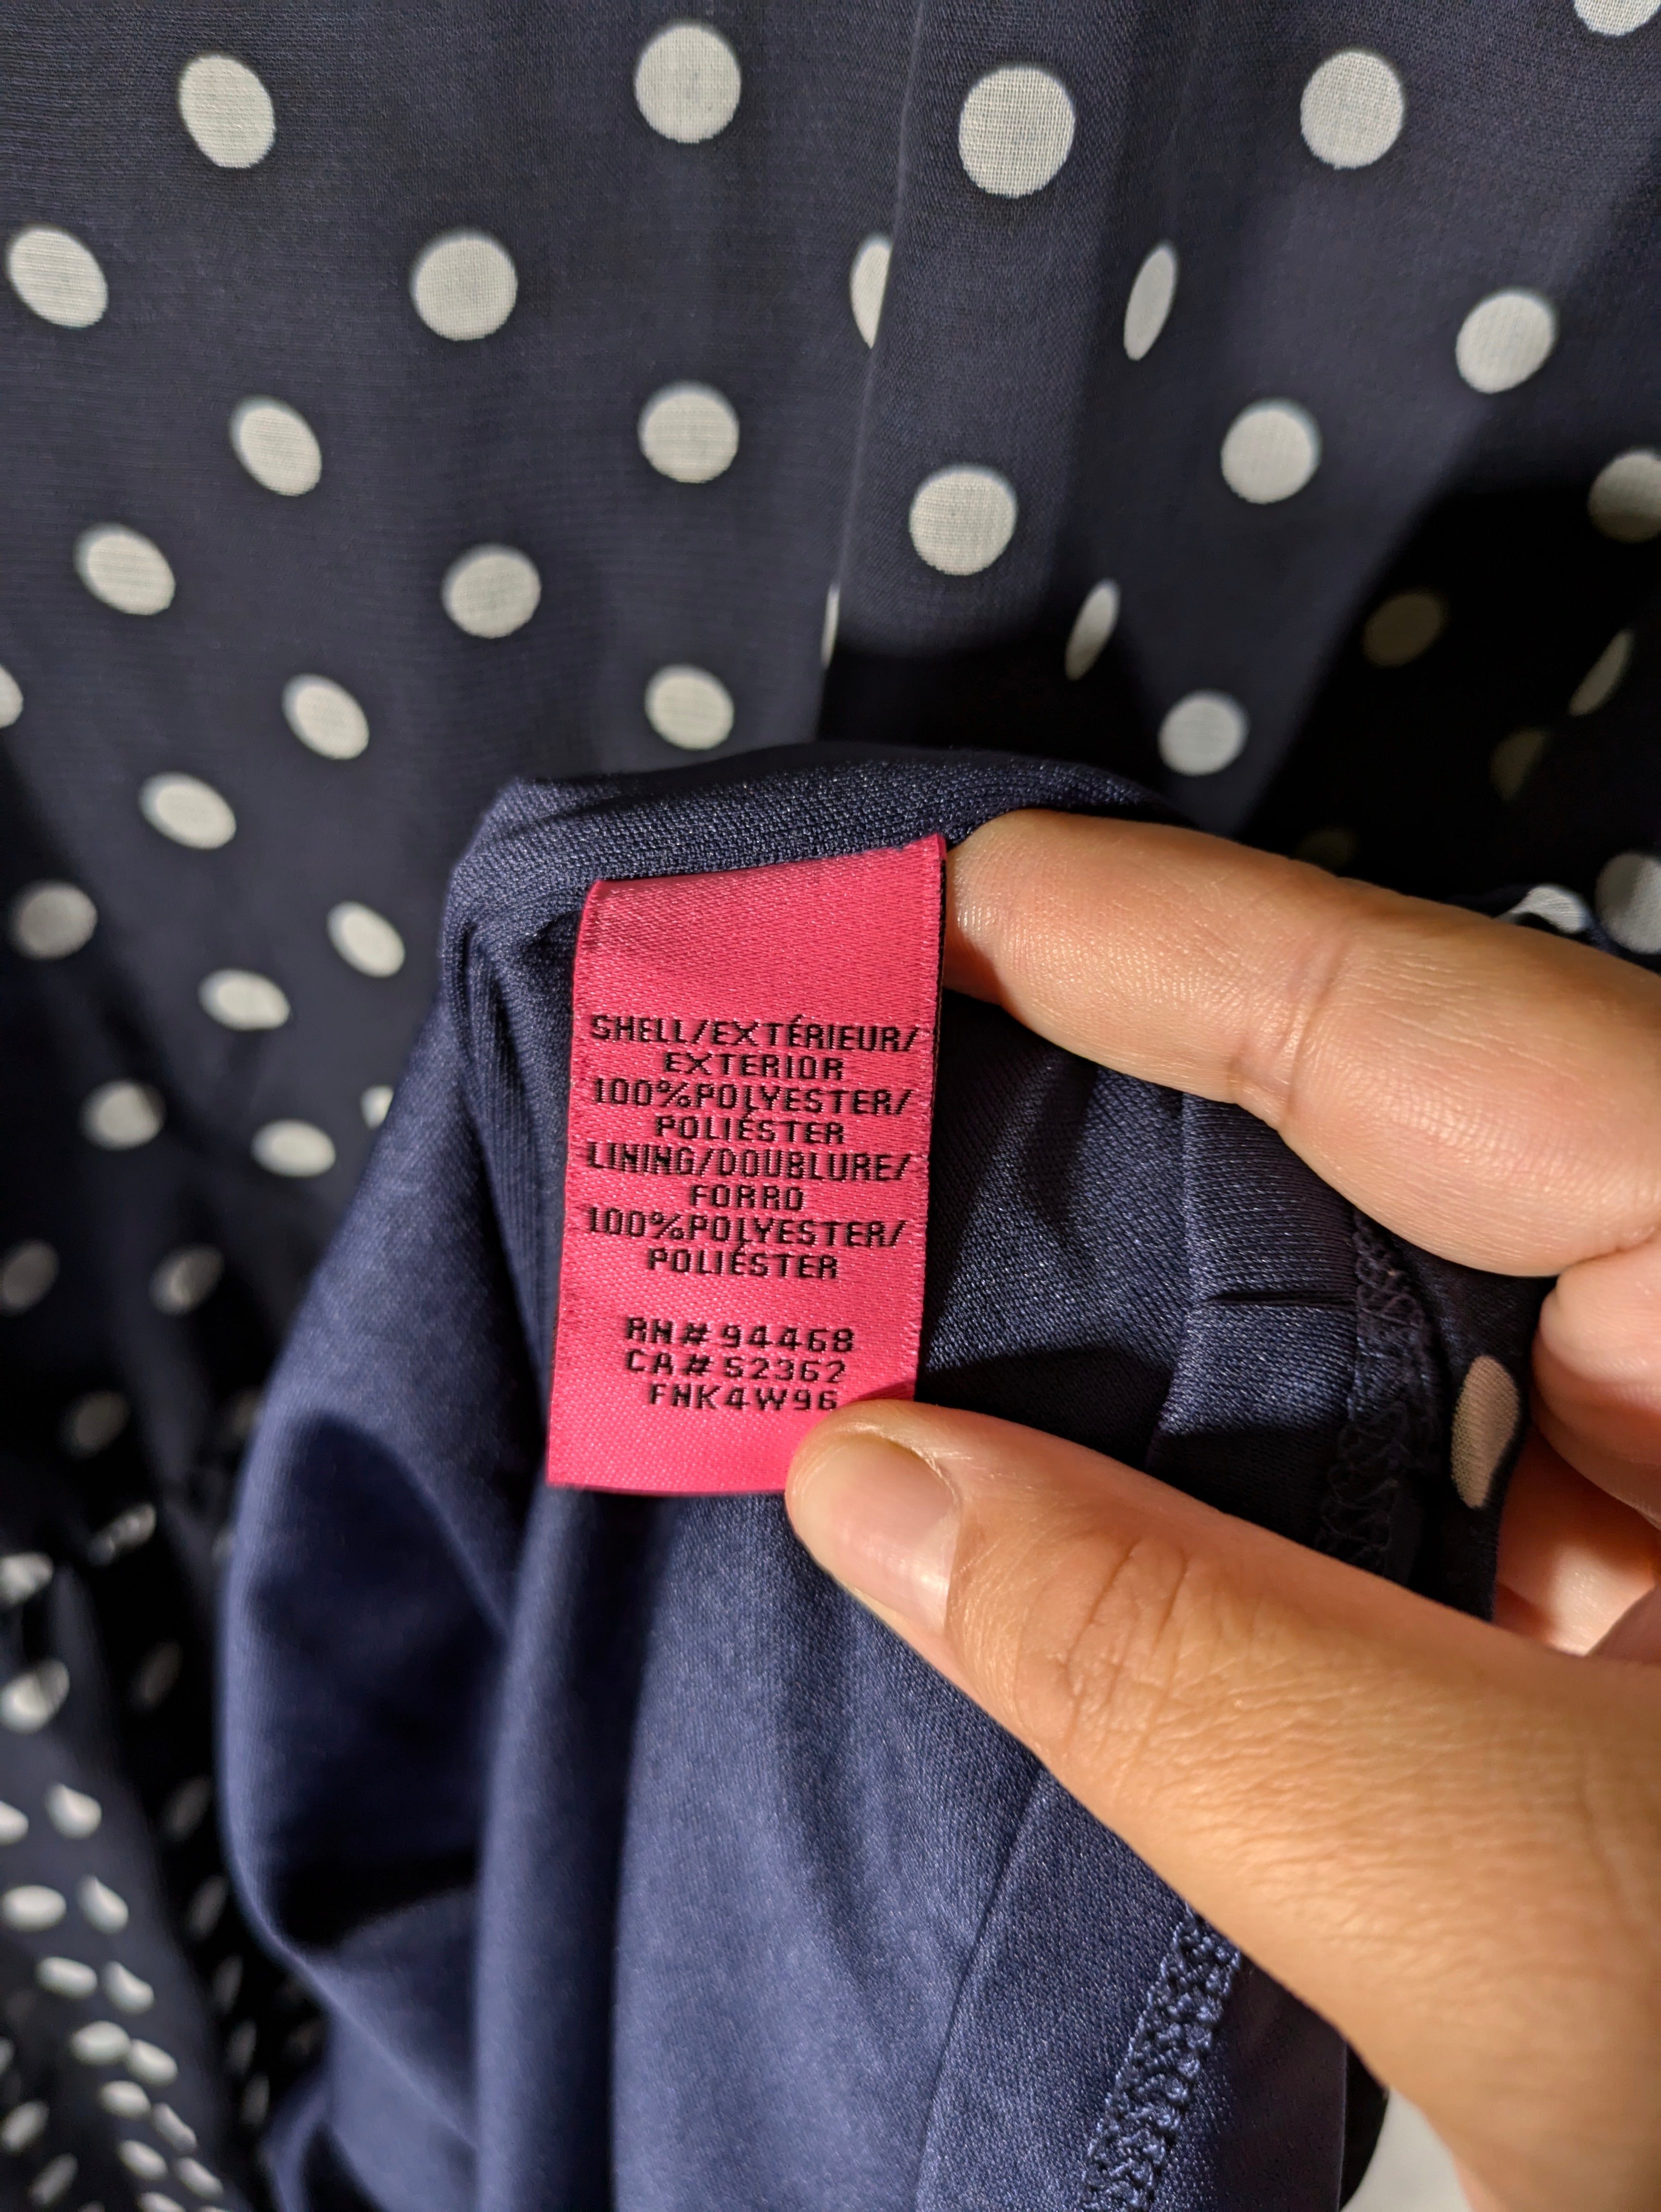 SHELL/EXTÉRIEUR/
EXTERIOR
100%POLYESTER/
POLIÉSTER
LINING/DOUBLURE/
FORRO
100%POLYESTER/
POLIÉSTER
RN#94468
CA#52362
FNK4W96